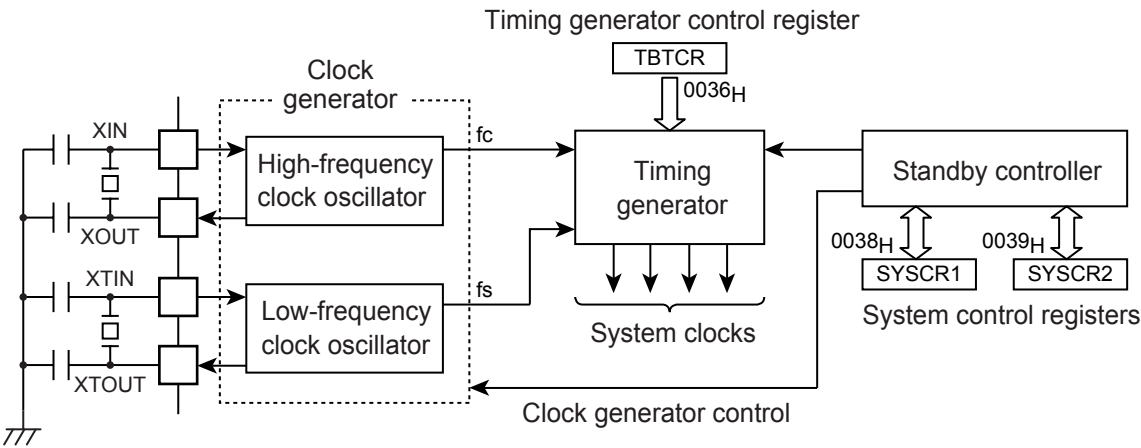 Timing generator control register
TBTCR
0036H
Clock
generator
XIN
High-frequency
clock oscillator
fc
XOUT
Timing
generator
Standby controller
0038H
0039H
SYSCR1
SYSCR2
System control registers
XTIN
Low-frequency
clock oscillator
fs
XTOUT
System clocks
Clock generator control